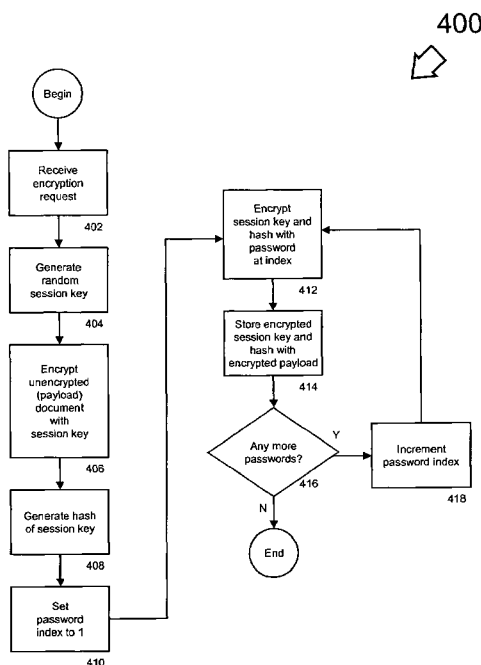 400
Begin
Receive
encryption
request
402
Generate
random
session key
404
Encrypt
unencrypted
(payload)
document
with
session key
406
Generate hash
of session key
408
Set
password
index to 1
410
Encrypt
session key and
hash with
password
at index
412
Store encrypted
session key and
hash with
encrypted payload
414
Any more
passwords?
416
Y
N
Increment
password index
418
End